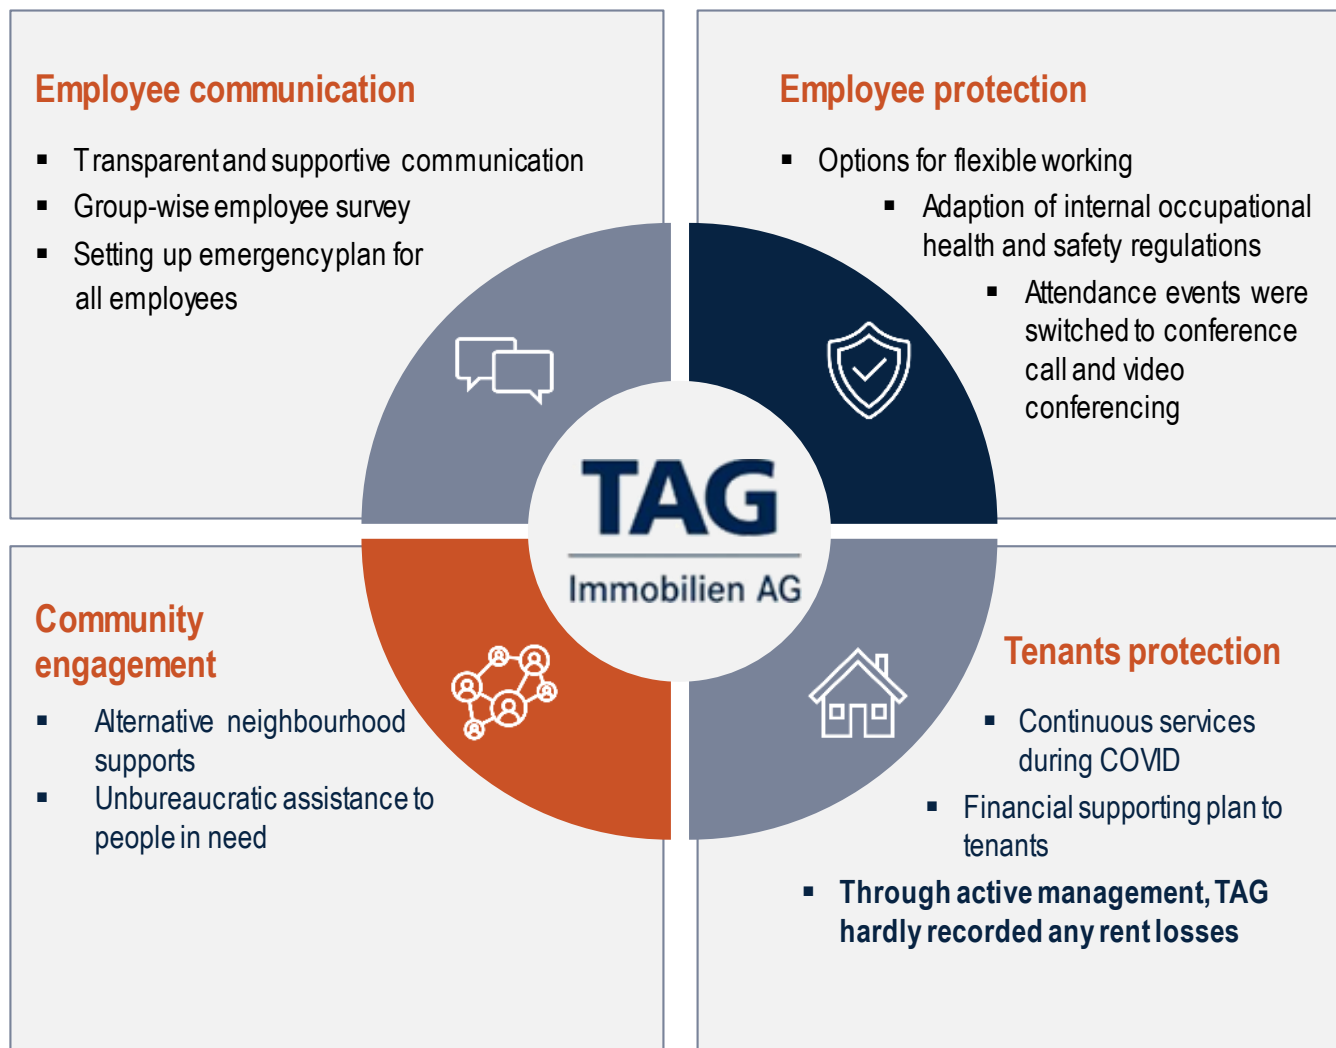 Employee communication
▪ Transparent and supportive communication
▪ Group-wise employee survey
▪ Setting up emergency plan for
all employees
Employee protection
▪ Options for flexible working
▪ Adaption of internal occupational
health and safety regulations
▪ Attendance events were
switched to conference
call and video
conferencing
TAG
Immobilien AG
Community
engagement
▪ Alternative neighbourhood
supports
▪ Unbureaucratic assistance to
people in need
Tenants protection
▪ Continuous services
during COVID
▪ Financial supporting plan to
tenants
▪ Through active management, TAG
hardly recorded any rent losses